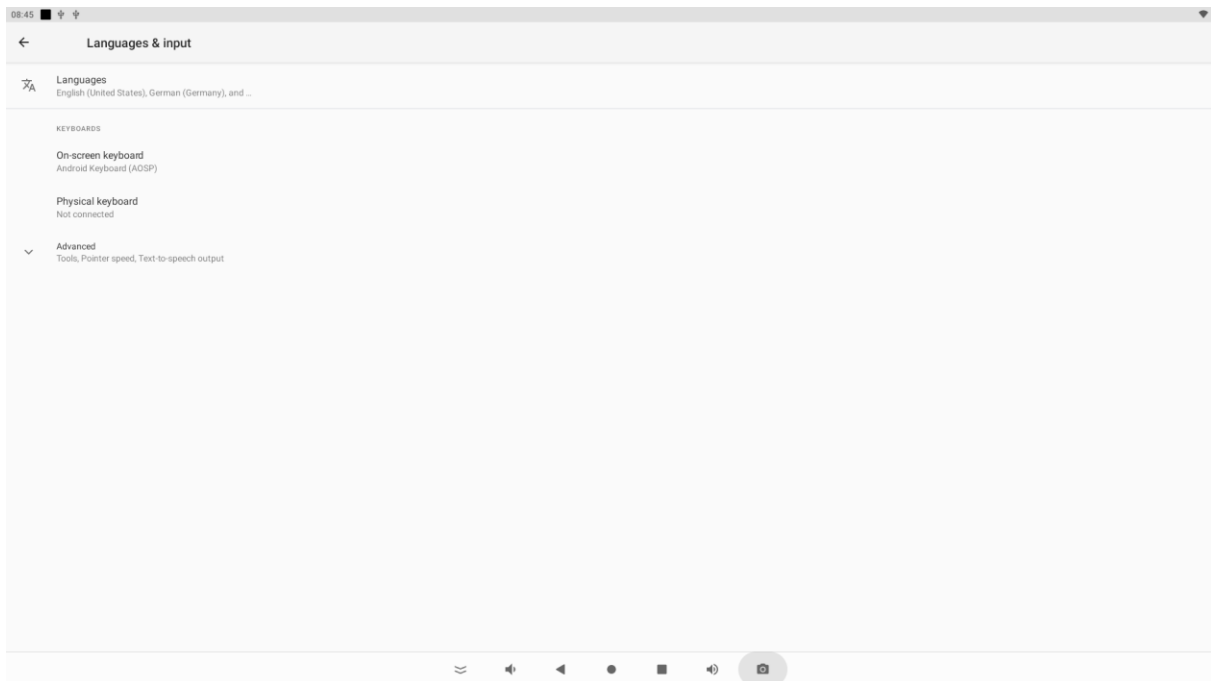 08:45
Languages & input
Languages
English (United States), German (Germany), and ...
KEYBOARDS
On-screen keyboard
Android Keyboard (AOSP)
Physical keyboard
Not connected
Advanced
Tools, Pointer speed, Text-to-speech output